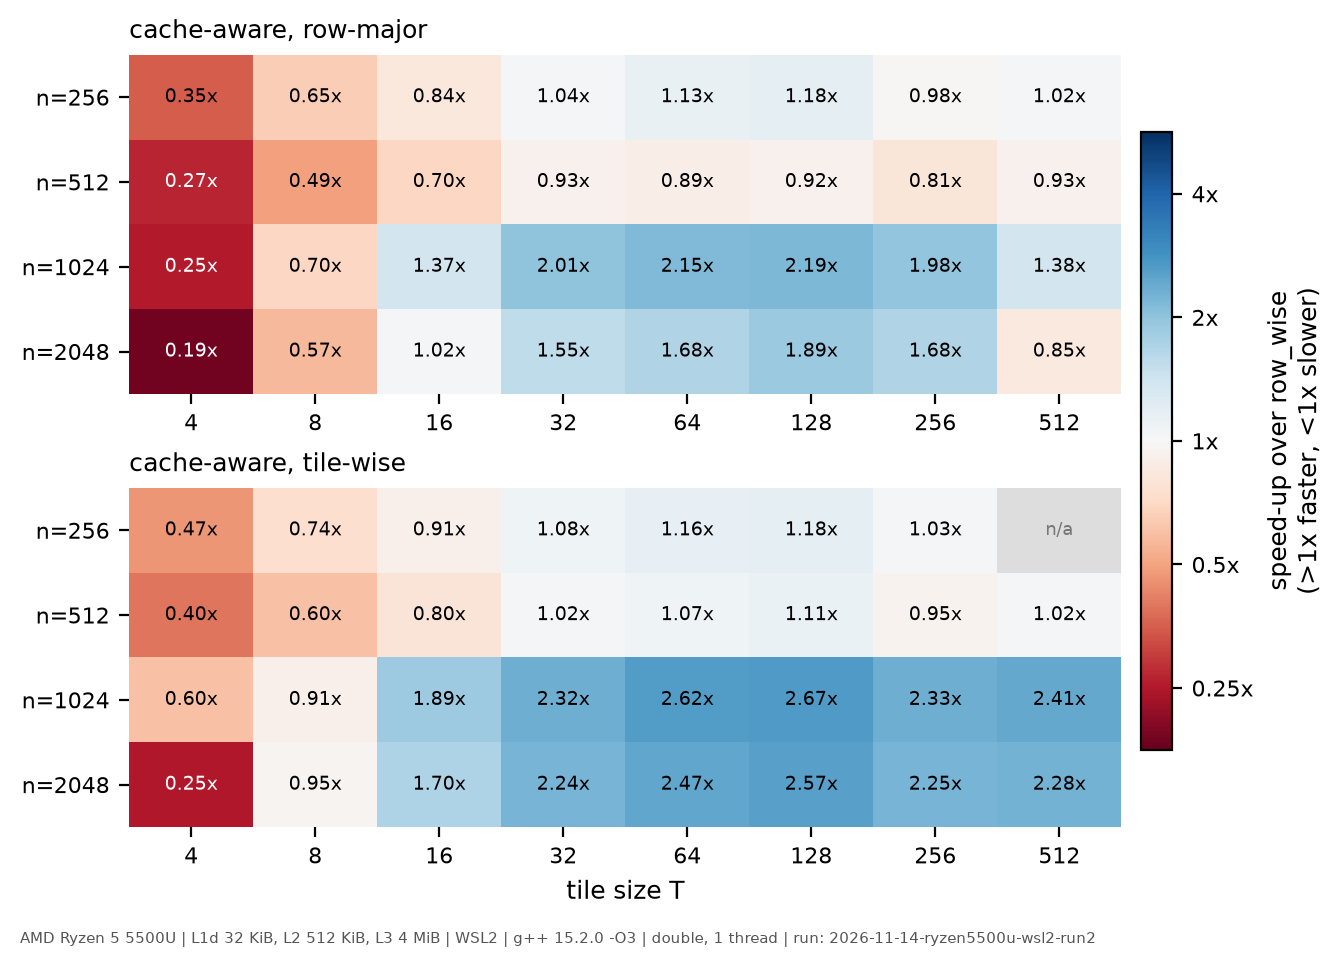 cache-aware, row-major
n=256 0.35x 0.65x 0.84x 1.04x 1.13x 1.18x 0.98x 1.02x
n=512 0.27x 0.49x 0.70x 0.93x 0.89x 0.92x 0.81x 0.93x
n=1024 0.25x 0.70x 1.37x 2.01x 2.15x 2.19x 1.98x 1.38x
n=2048 0.19x 0.57x 1.02x 1.55x 1.68x 1.89x 1.68x 0.85x
4 8 16 32 64 128 256 512
cache-aware, tile-wise
n=256 0.47x 0.74x 0.91x 1.08x 1.16x 1.18x 1.03x n/a
n=512 0.40x 0.60x 0.80x 1.02x 1.07x 1.11x 0.95x 1.02x
n=1024 0.60x 0.91x 1.89x 2.32x 2.62x 2.67x 2.33x 2.41x
n=2048 0.25x 0.95x 1.70x 2.24x 2.47x 2.57x 2.25x 2.28x
4 8 16 32 64 128 256 512
tile size T
4x
2x
1x
0.5x
0.25x
speed-up over row_wise
(>1x faster, <1x slower)
AMD Ryzen 5 5500U | L1d 32 KiB, L2 512 KiB, L3 4 MiB | WSL2 | g++ 15.2.0 -O3 | double, 1 thread | run: 2026-11-14-ryzen5500u-wsl2-run2